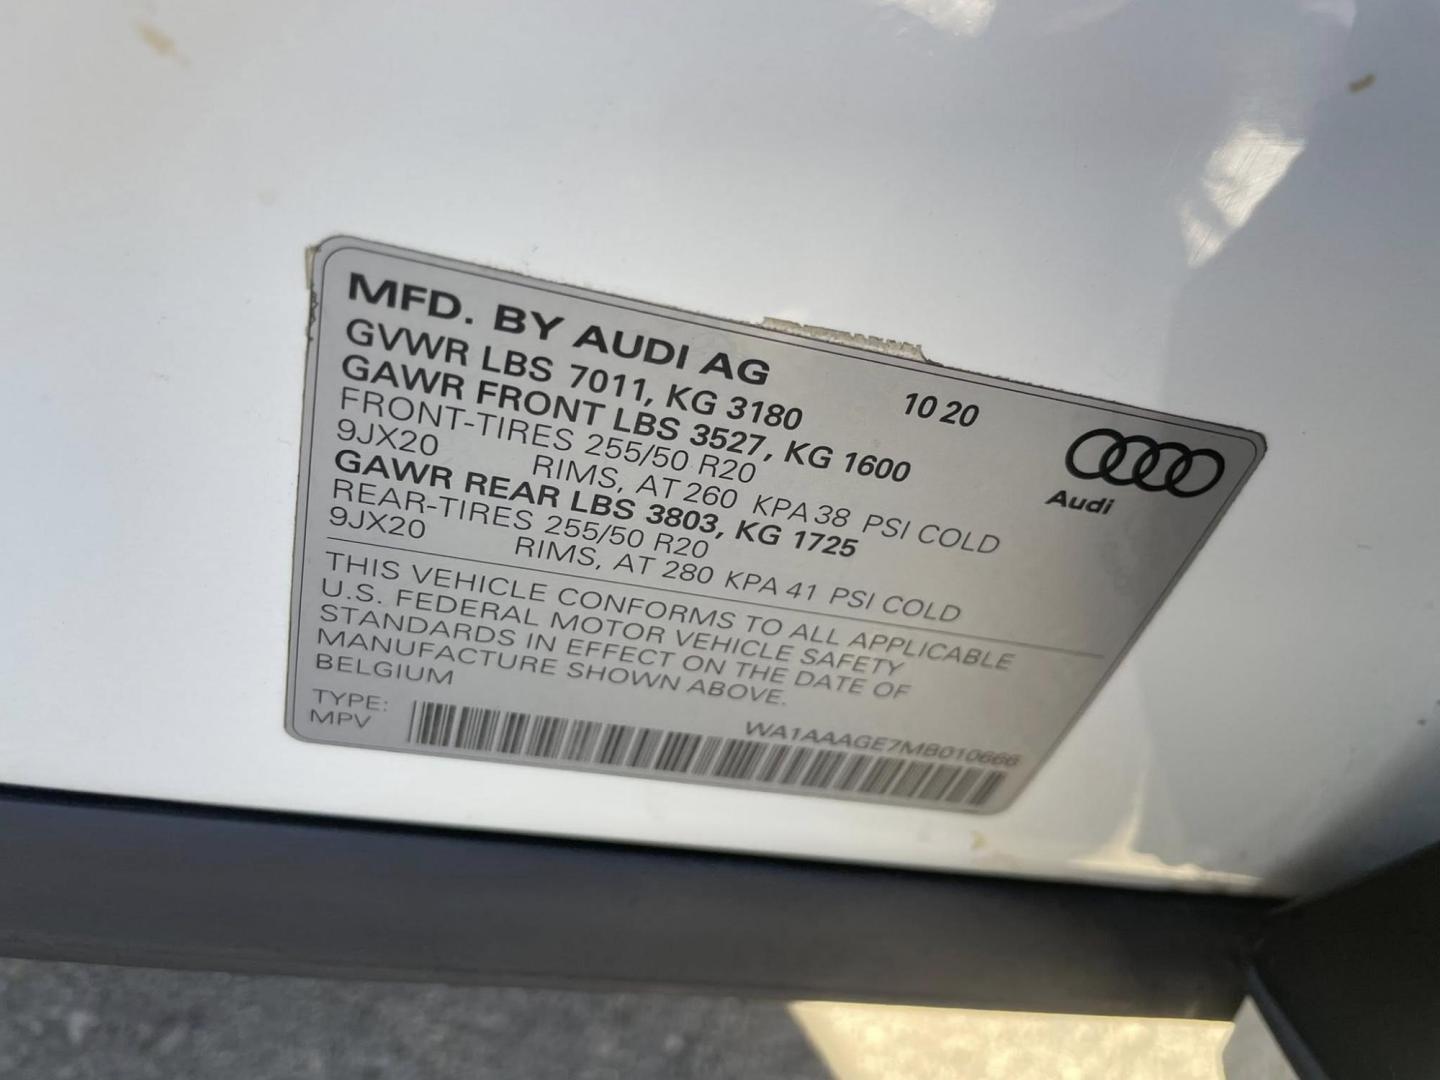 MFD. BY AUDI AG
10 20
GVWR LBS 7011, KG 3180
GAWR FRONT LBS 3527, KG 1600
FRONT-TIRES 255/50 R20
9JX20 RIMS, AT 260 KPA 38 PSI COLD
GAWR REAR LBS 3803, KG 1725
REAR-TIRES 255/50 R20
9JX20 RIMS, AT 280 KPA 41 PSI COLD
Audi
THIS VEHICLE CONFORMS TO ALL APPLICABLE
U.S. FEDERAL MOTOR VEHICLE SAFETY
STANDARDS IN EFFECT ON THE DATE OF
MANUFACTURE SHOWN ABOVE.
BELGIUM
TYPE:
MPV
WA1AAAGE7MB010666